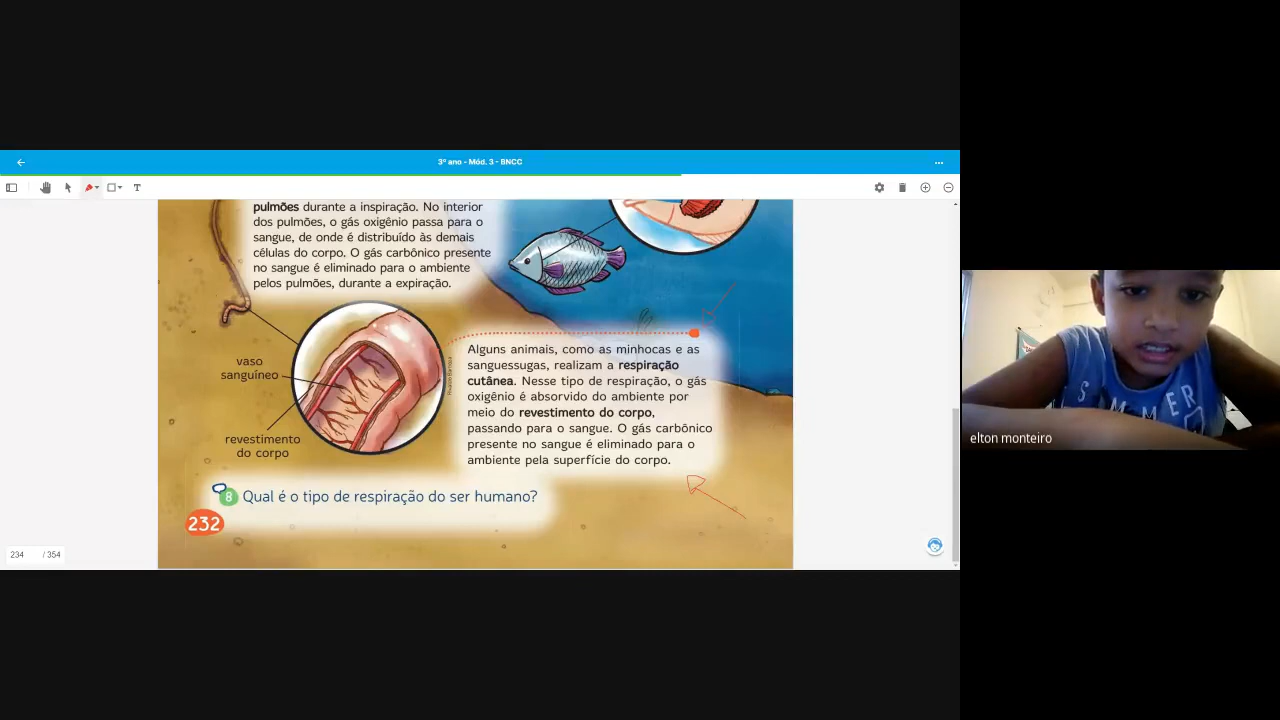 3º ano - Mód. 3 - BNCC
T
pulmões durante a inspiração. No interior
dos pulmões, o gás oxigênio passa para o
sangue, de onde é distribuído às demais
células do corpo. O gás carbônico presente
no sangue é eliminado para o ambiente
pelos pulmões, durante a expiração.
vaso
sanguíneo
revestimento
do corpo
Alguns animais, como as minhocas e as
sanguessugas, realizam a respiração
cutânea. Nesse tipo de respiração, o gás
oxigênio é absorvido do ambiente por
meio do revestimento do corpo,
passando para o sangue. O gás carbônico
presente no sangue é eliminado para o
ambiente pela superfície do corpo.
8 Qual é o tipo de respiração do ser humano?
232
234 / 354
SUMMER
elton monteiro